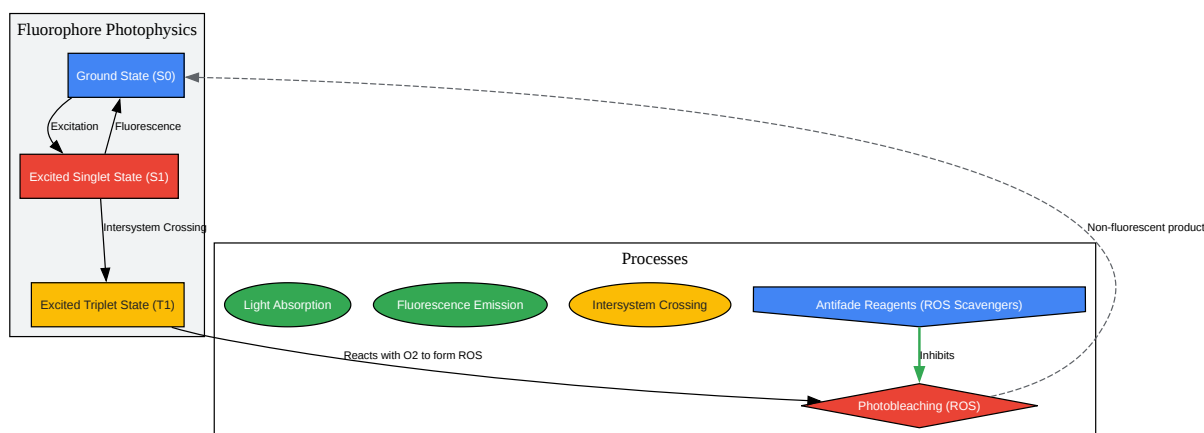 Fluorophore Photophysics
Ground State (S0)
Excitation
Fluorescence
Excited Singlet State (S1)
Intersystem Crossing
Excited Triplet State (T1)
Non-fluorescent product
Processes
Light Absorption
Fluorescence Emission
Intersystem Crossing
Antifade Reagents (ROS Scavengers)
Reacts with O2 to form ROS
Inhibits
Photobleaching (ROS)